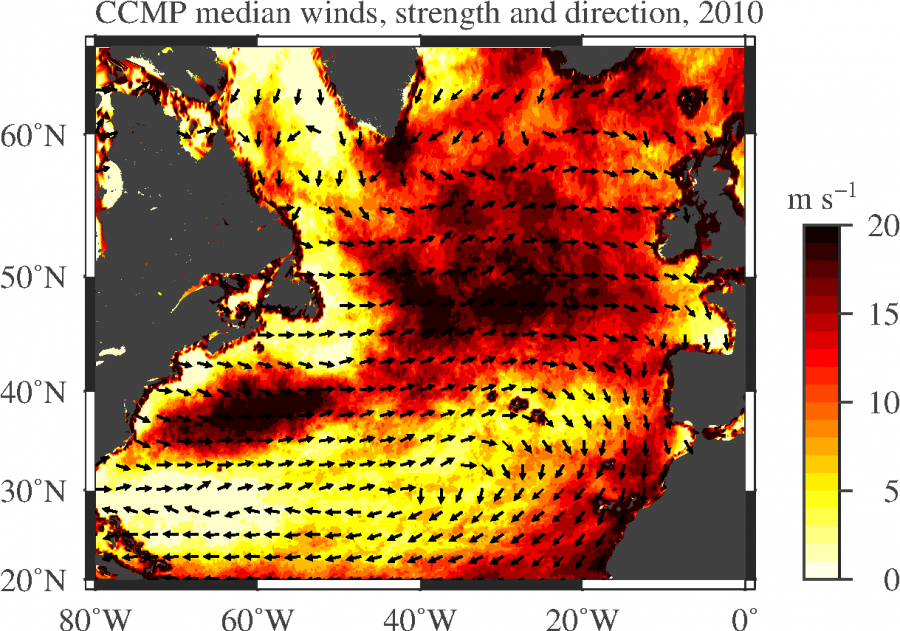 CCMP median winds, strength and direction, 2010
60˚N
50˚N
40˚N
30˚N
20˚N
80˚W 60˚W 40˚W 20˚W 0˚
m s⁻¹
20
15
10
5
0